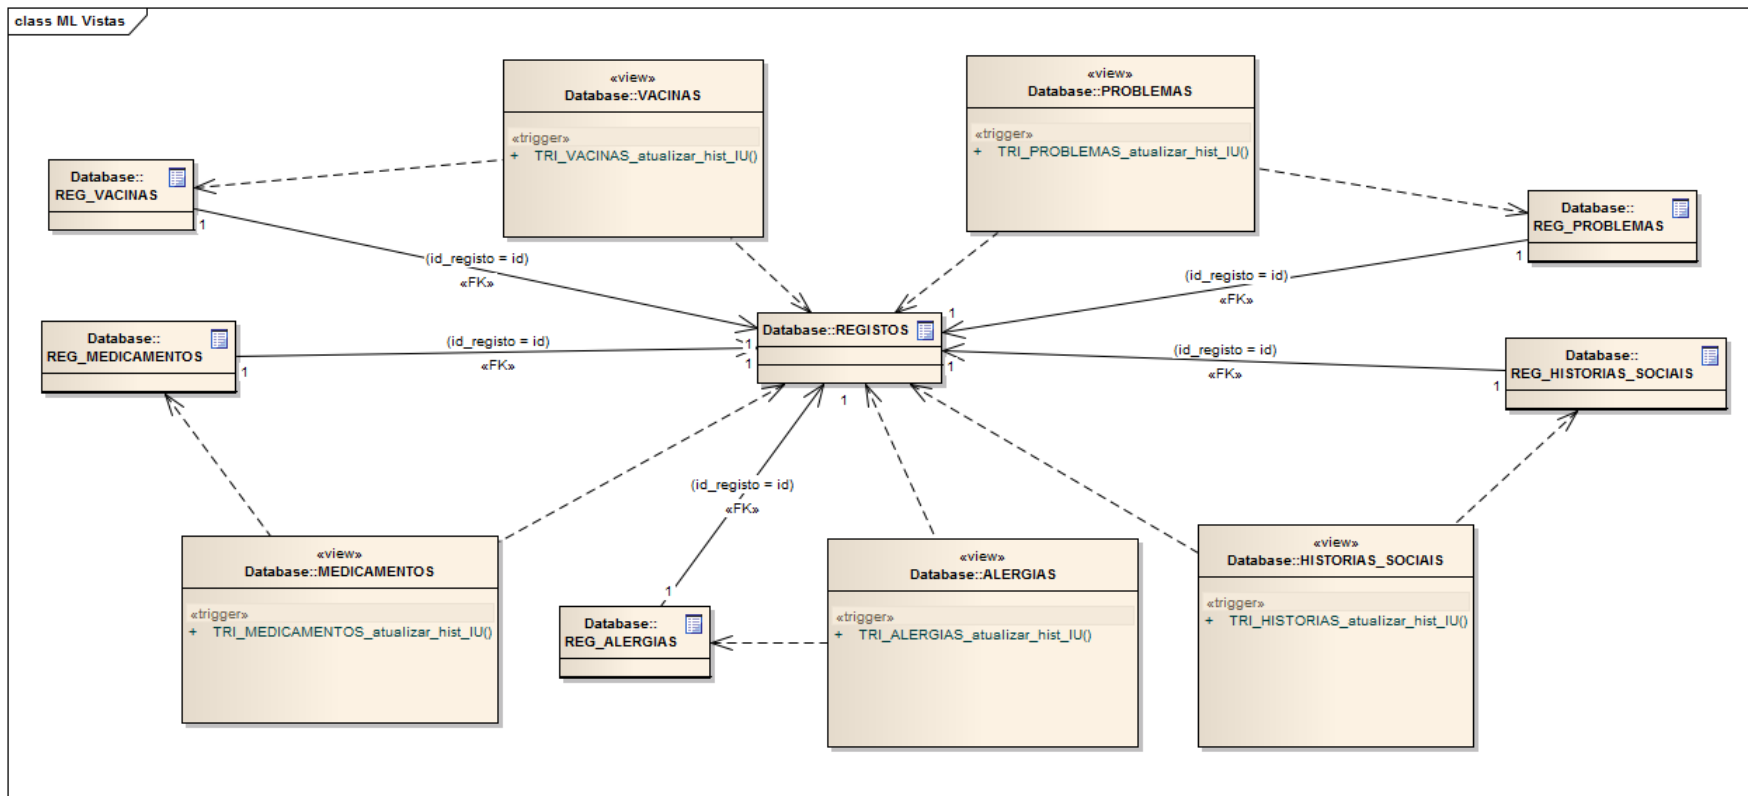 class ML Vistas
«view»
Database::VACINAS
«trigger»
+ TRI_VACINAS_atualizar_hist_IU()
«view»
Database::PROBLEMAS
«trigger»
+ TRI_PROBLEMAS_atualizar_hist_IU()
Database::
REG_VACINAS
1
Database::
REG_PROBLEMAS
1
(id_registo = id)
«FK»
(id_registo = id)
«FK»
Database::
REG_MEDICAMENTOS
1
(id_registo = id)
«FK»
Database::REGISTOS
1
1
1
1
1
(id_registo = id)
«FK»
Database::
REG_HISTORIAS_SOCIAIS
1
(id_registo = id)
«FK»
«view»
Database::MEDICAMENTOS
«trigger»
+ TRI_MEDICAMENTOS_atualizar_hist_IU()
1
Database::
REG_ALERGIAS
«view»
Database::ALERGIAS
«trigger»
+ TRI_ALERGIAS_atualizar_hist_IU()
«view»
Database::HISTORIAS_SOCIAIS
«trigger»
+ TRI_HISTORIAS_atualizar_hist_IU()